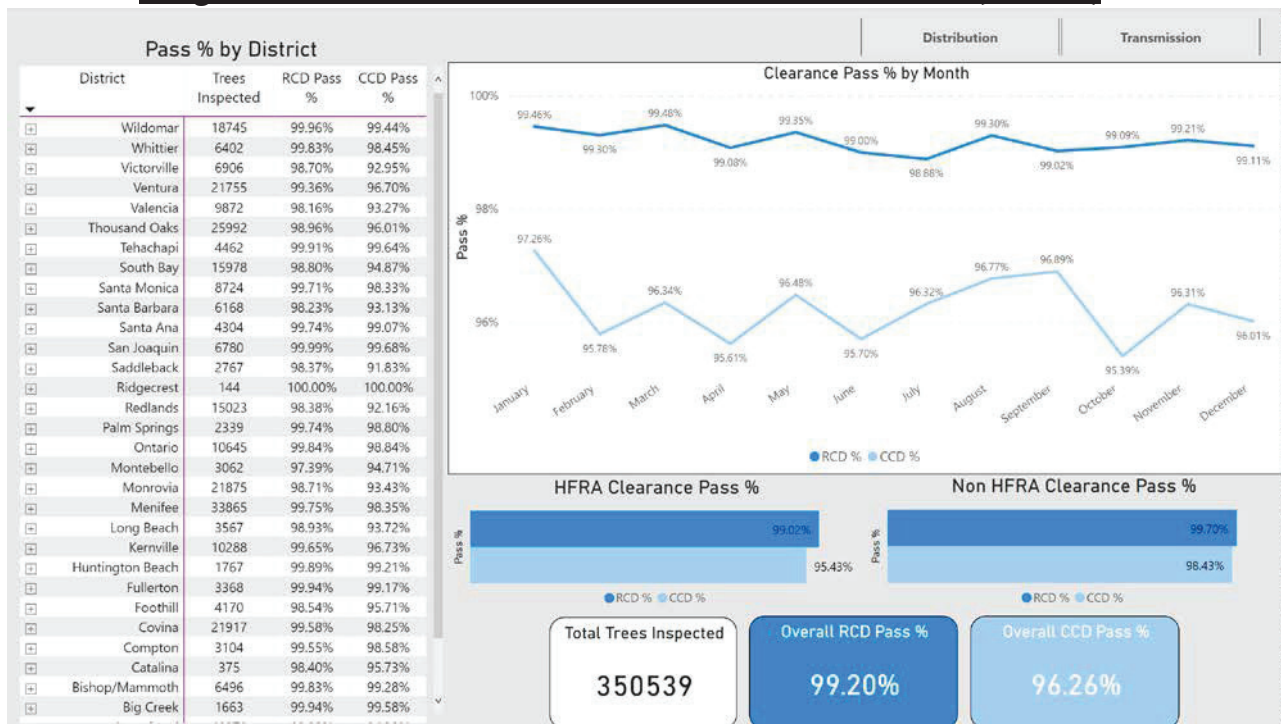 Distribution
Transmission
Pass % by District
District Trees Inspected RCD Pass % CCD Pass %
Wildomar 18745 99.96% 99.44%
Whittier 6402 99.83% 98.45%
Victorville 6906 98.70% 92.95%
Ventura 21755 99.36% 96.70%
Valencia 9872 98.16% 93.27%
Thousand Oaks 25992 98.96% 96.01%
Tehachapi 4462 99.91% 99.64%
South Bay 15978 98.80% 94.87%
Santa Monica 8724 99.71% 98.33%
Santa Barbara 6168 98.23% 93.13%
Santa Ana 4304 99.74% 99.07%
San Joaquin 6780 99.99% 99.68%
Saddleback 2767 98.37% 91.83%
Ridgecrest 144 100.00% 100.00%
Redlands 15023 98.38% 92.16%
Palm Springs 2339 99.74% 98.80%
Ontario 10645 99.84% 98.84%
Montebello 3062 97.39% 94.71%
Monrovia 21875 98.71% 93.43%
Menifee 33865 99.75% 98.35%
Long Beach 3567 98.93% 93.72%
Kernville 10288 99.65% 96.73%
Huntington Beach 1767 99.89% 99.21%
Fullerton 3368 99.94% 99.17%
Foothill 4170 98.54% 95.71%
Covina 21917 99.58% 98.25%
Compton 3104 99.55% 98.58%
Catalina 375 98.40% 95.73%
Bishop/Mammoth 6496 99.83% 99.28%
Big Creek 1663 99.94% 99.58%
Clearance Pass % by Month
Pass %
100%
98%
96%
99.46% 99.30% 99.48% 99.08% 99.35% 99.00% 98.88% 99.30% 99.02% 99.09% 99.21% 99.11%
97.26% 95.78% 96.34% 95.61% 96.48% 95.70% 96.32% 96.77% 96.89% 95.39% 96.31% 96.01%
January February March April May June July August September October November December
RCD % CCD %
HFRA Clearance Pass %
Pass %
99.02%
95.43%
RCD % CCD %
Non HFRA Clearance Pass %
Pass %
99.70%
98.43%
RCD % CCD %
Total Trees Inspected
350539
Overall RCD Pass %
99.20%
Overall CCD Pass %
96.26%